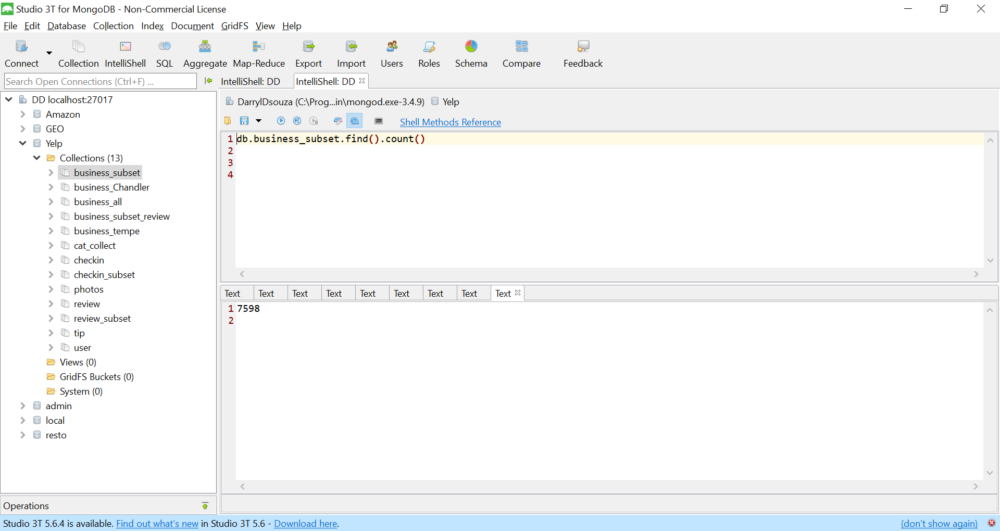 Studio 3T for MongoDB - Non-Commercial License
File Edit Database Collection Index Document GridFS View Help
Connect Collection IntelliShell SQL Aggregate Map-Reduce Export Import Users Roles Schema Compare Feedback
Search Open Connections (Ctrl+F) ...
IntelliShell: DD IntelliShell: DD
DD localhost:27017
Amazon
GEO
Yelp
Collections (13)
business_subset
business_Chandler
business_all
business_subset_review
business_tempe
cat_collect
checkin
checkin_subset
photos
review
review_subset
tip
user
Views (0)
GridFS Buckets (0)
System (0)
admin
local
resto
Operations
DarrylDsouza (C:\Prog...in\mongod.exe-3.4.9) Yelp
Shell Methods Reference
1 db.business_subset.find().count()
2
3
4
Text Text Text Text Text Text Text Text Text
1 7598
2
Studio 3T 5.6.4 is available. Find out what's new in Studio 3T 5.6 - Download here.
(don't show again)